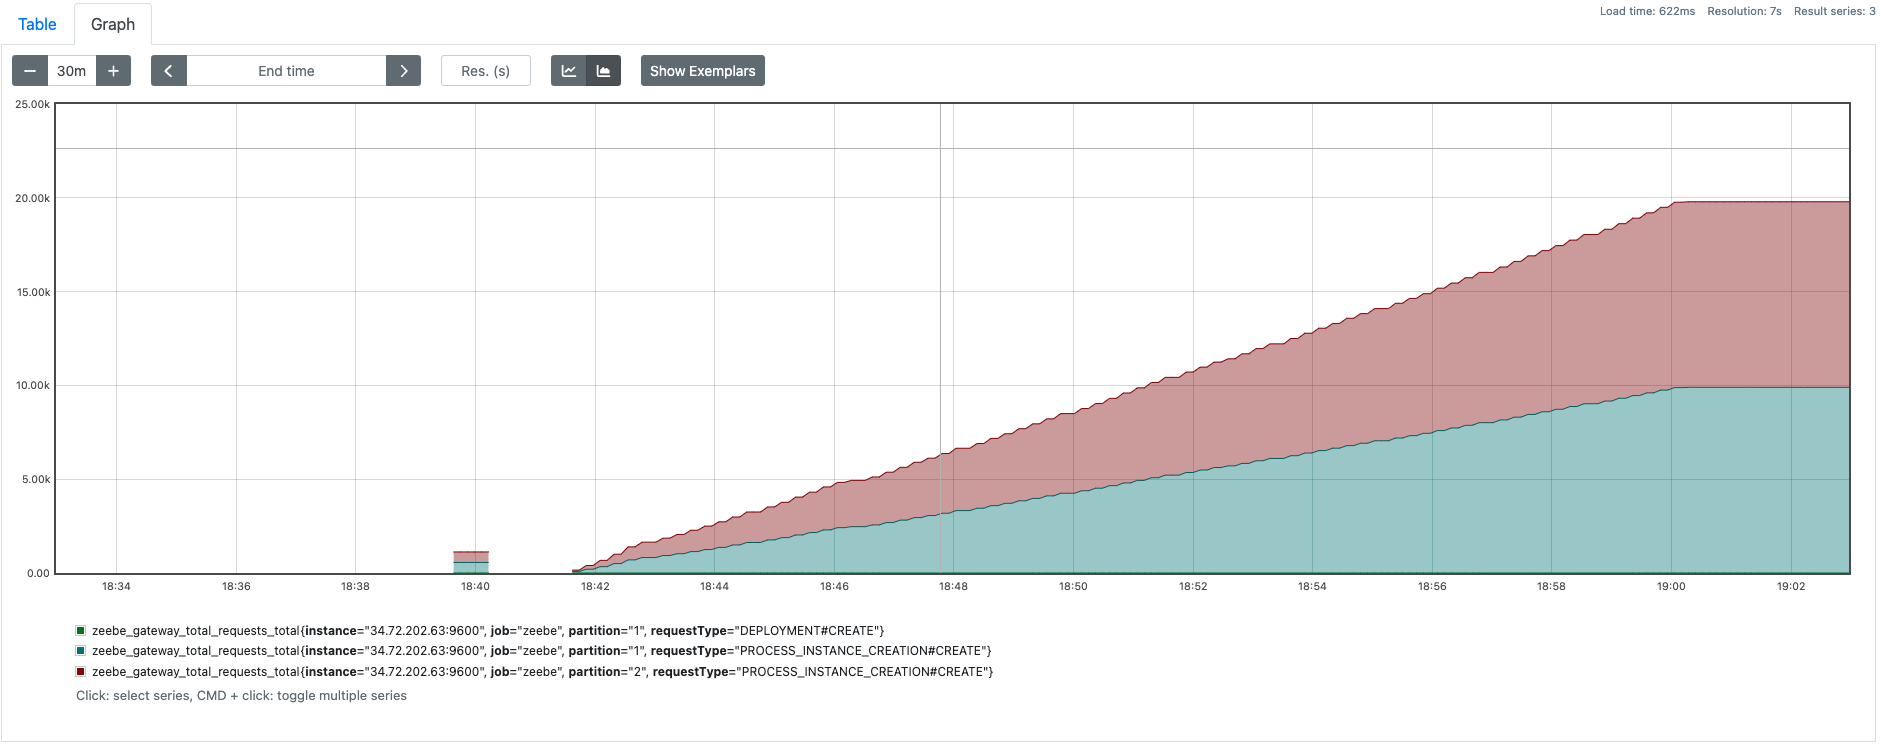 Table Graph Load time: 622ms Resolution: 7s Result series: 3
30m End time Res. (s) Show Exemplars
25.00k
20.00k
15.00k
10.00k
5.00k
0.00
18:34 18:36 18:38 18:40 18:42 18:44 18:46 18:48 18:50 18:52 18:54 18:56 18:58 19:00 19:02
zeebe_gateway_total_requests_total{instance="34.72.202.63:9600", job="zeebe", partition="1", requestType="DEPLOYMENT#CREATE"}
zeebe_gateway_total_requests_total{instance="34.72.202.63:9600", job="zeebe", partition="1", requestType="PROCESS_INSTANCE_CREATION#CREATE"}
zeebe_gateway_total_requests_total{instance="34.72.202.63:9600", job="zeebe", partition="2", requestType="PROCESS_INSTANCE_CREATION#CREATE"}
Click: select series, CMD + click: toggle multiple series